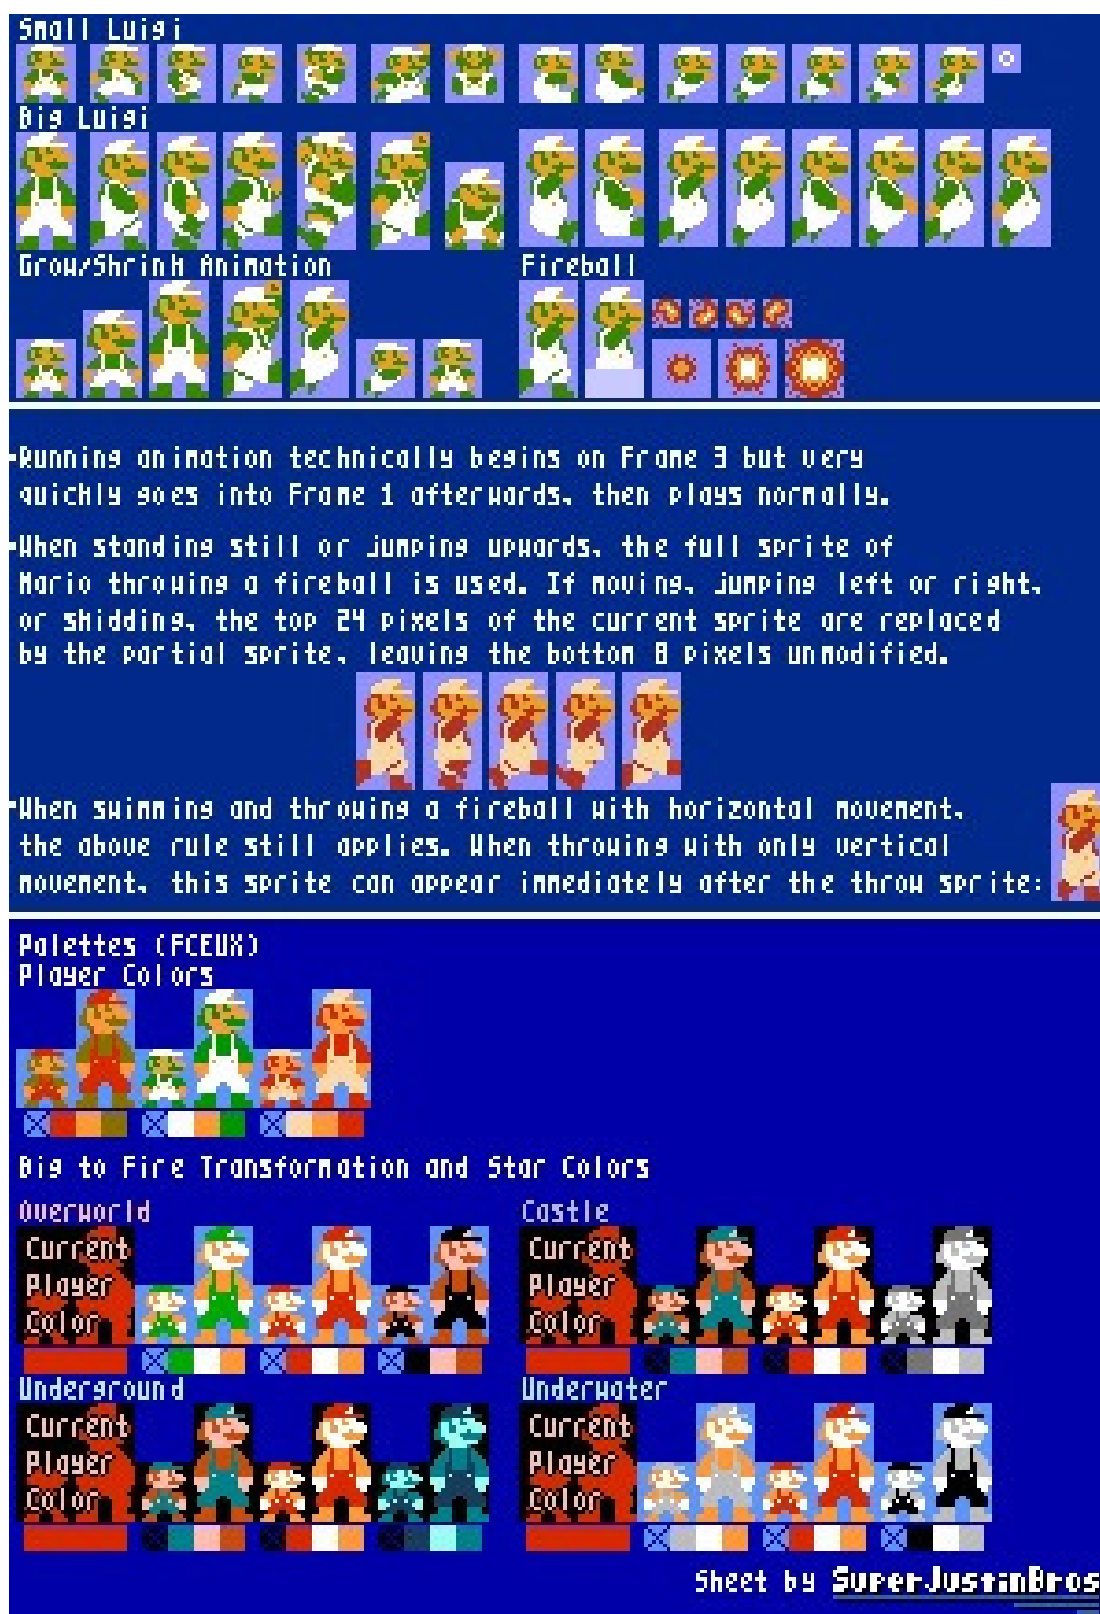 Small Luigi
Big Luigi
Grow/Shrink Animation
Fireball
-Running animation technically begins on Frame 3 but very
quickly goes into Frame 1 afterwards, then plays normally.
-When standing still or jumping upwards, the full sprite of
Mario throwing a fireball is used. If moving, jumping left or right,
or skidding, the top 24 pixels of the current sprite are replaced
by the partial sprite, leaving the bottom 8 pixels unmodified.
-When swimming and throwing a fireball with horizontal movement,
the above rule still applies. When throwing with only vertical
movement, this sprite can appear immediately after the throw sprite:
Palettes (FCEUX)
Player Colors
Big to Fire Transformation and Star Colors
Overworld
Current
Player
Color
Castle
Current
Player
Color
Underground
Current
Player
Color
Underwater
Current
Player
Color
Sheet by SuperJustinBros